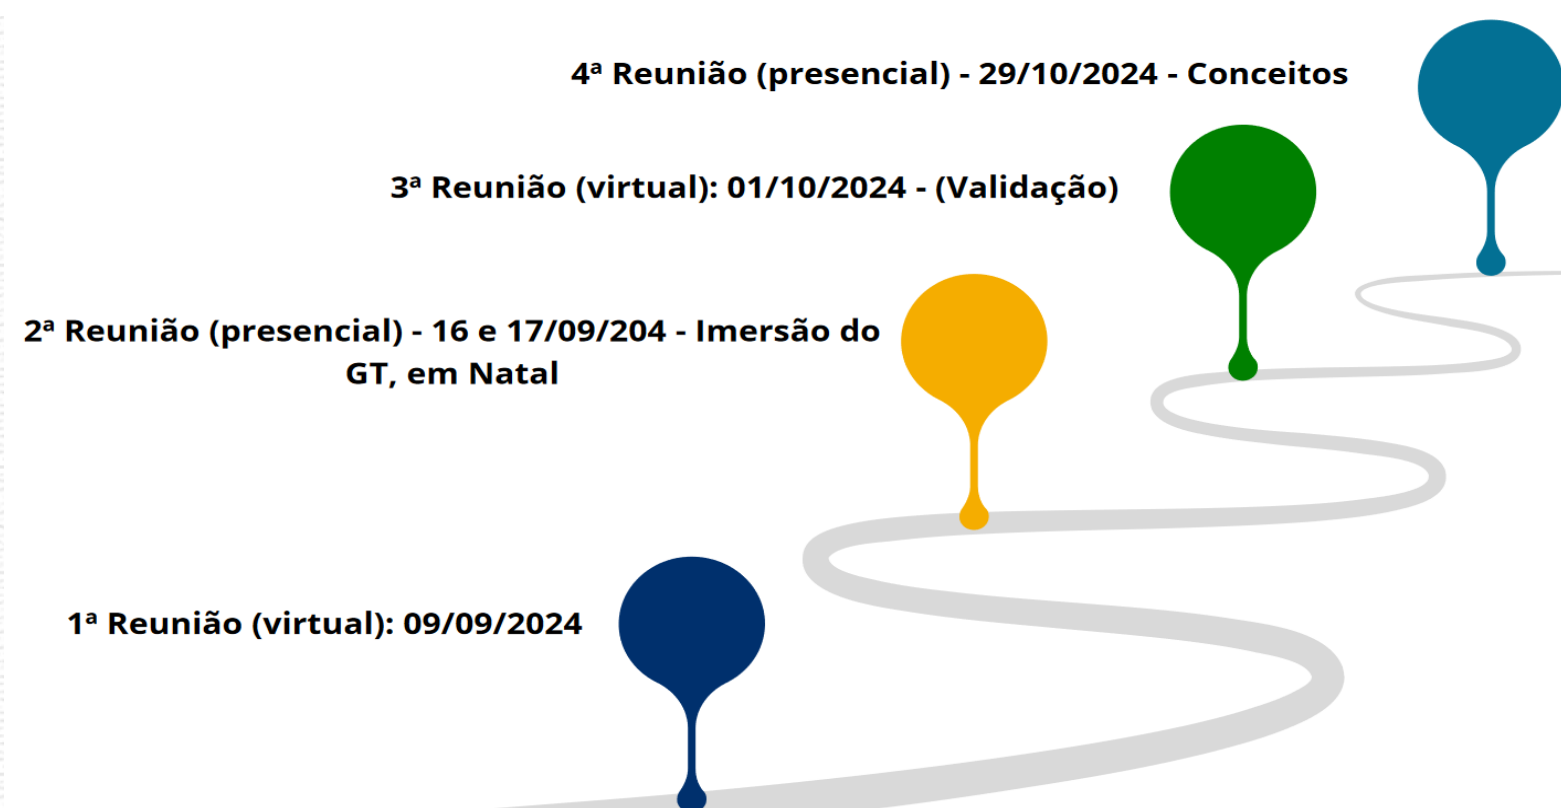 4ª Reunião (presencial) - 29/10/2024 - Conceitos
3ª Reunião (virtual): 01/10/2024 - (Validação)
2ª Reunião (presencial) - 16 e 17/09/204 - Imersão do
GT, em Natal
1ª Reunião (virtual): 09/09/2024